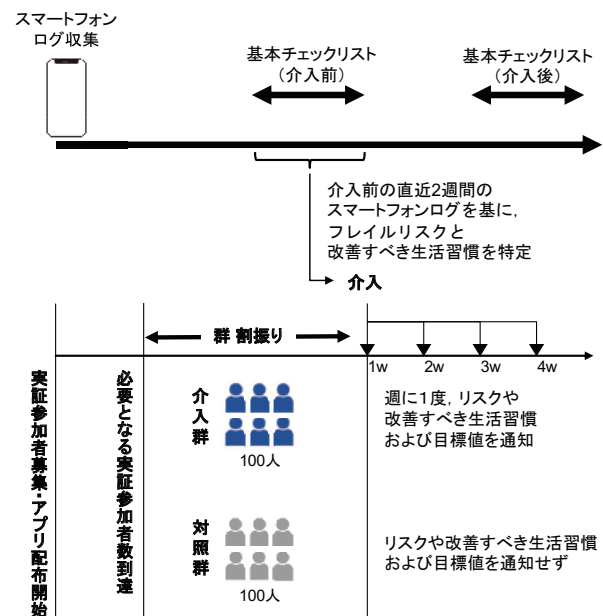 スマートフォン
ログ収集
基本チェックリスト
（介入前）
基本チェックリスト
（介入後）
介入前の直近2週間の
スマートフォンログを基に，
フレイルリスクと
改善すべき生活習慣を特定
介入
群 割振り
1w
2w
3w
4w
実証参加者募集・アプリ配布開始
必要となる実証参加者数到達
介入群
100人
週に1度，リスクや
改善すべき生活習慣
および目標値を通知
対照群
100人
リスクや改善すべき生活習慣
および目標値を通知せず